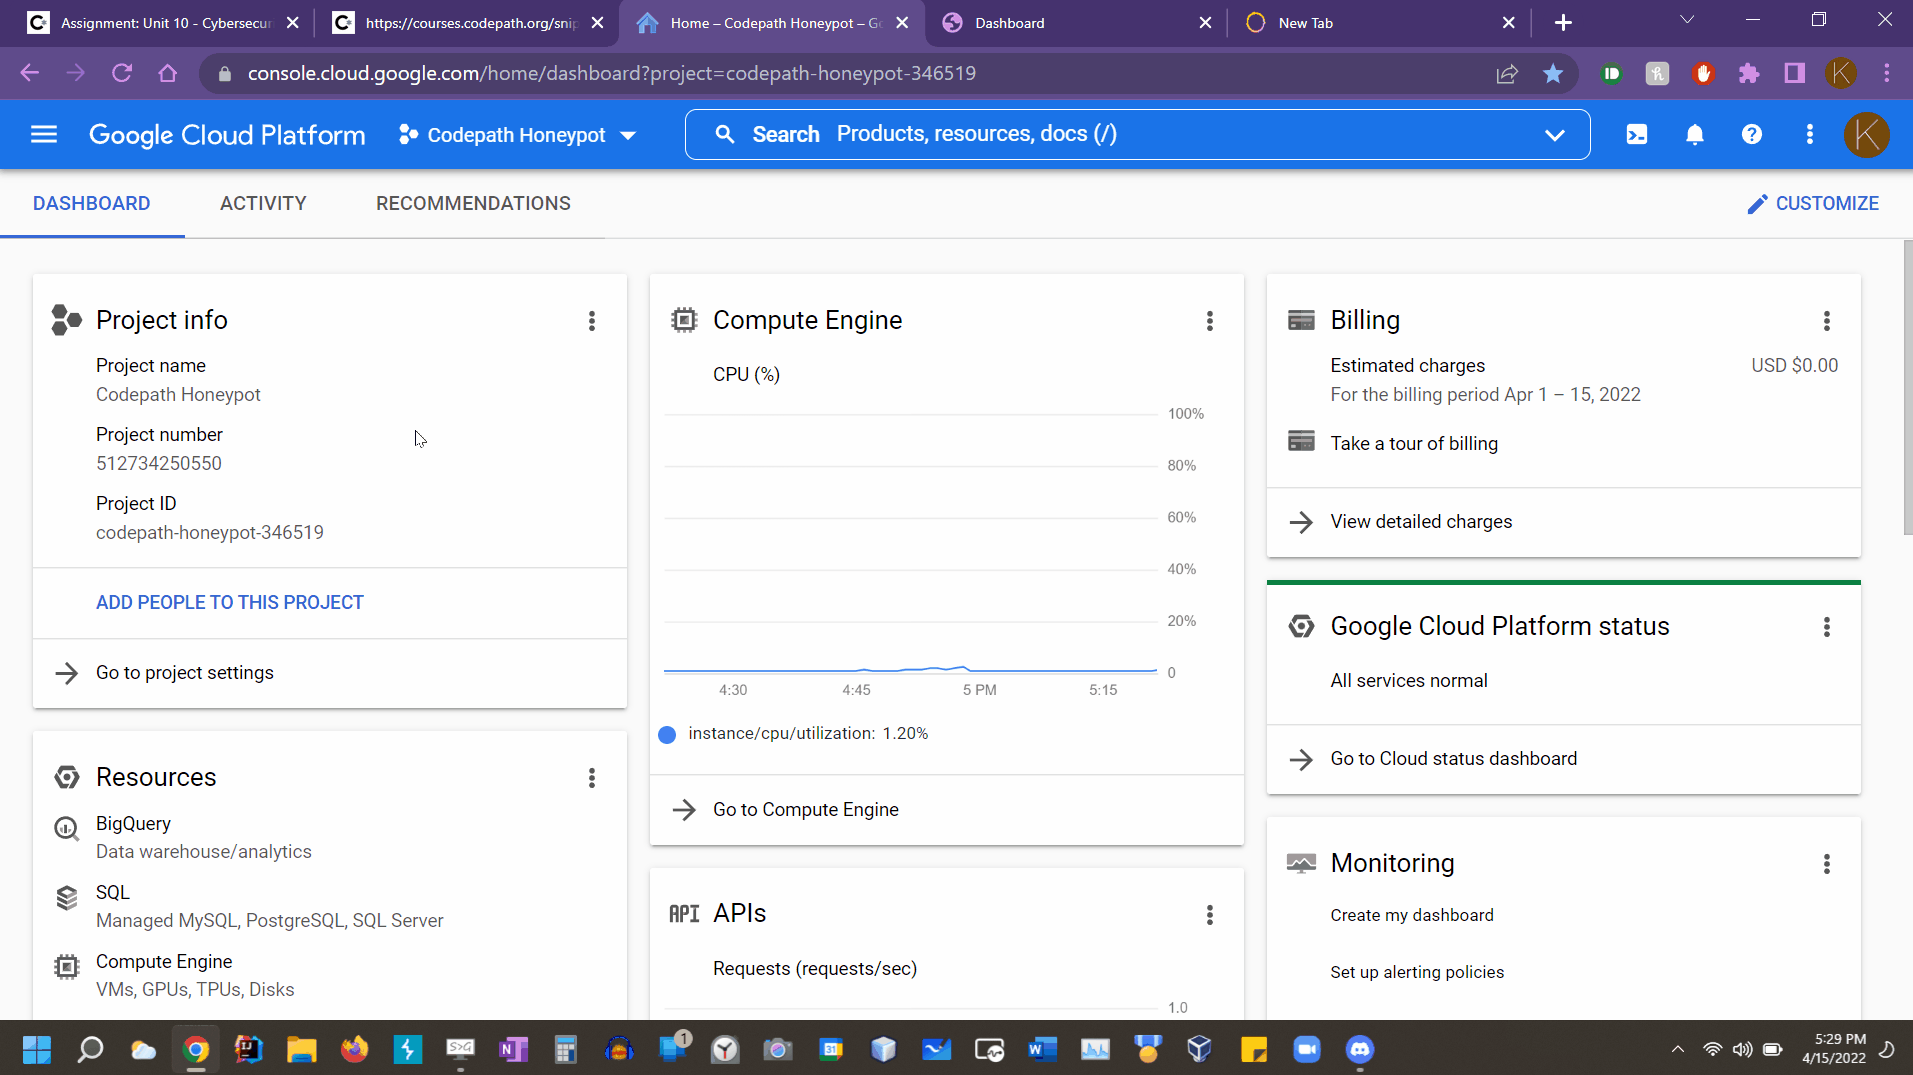 Assignment: Unit 10 - Cybersecur
https://courses.codepath.org/snip
Home – Codepath Honeypot – Go
Dashboard
New Tab
console.cloud.google.com/home/dashboard?project=codepath-honeypot-346519
K
Google Cloud Platform
Codepath Honeypot
Search Products, resources, docs (/)
K
DASHBOARD
ACTIVITY
RECOMMENDATIONS
CUSTOMIZE
Project info
Project name
Codepath Honeypot
Project number
512734250550
Project ID
codepath-honeypot-346519
ADD PEOPLE TO THIS PROJECT
Go to project settings
Resources
BigQuery
Data warehouse/analytics
SQL
Managed MySQL, PostgreSQL, SQL Server
Compute Engine
VMs, GPUs, TPUs, Disks
Compute Engine
CPU (%)
100%
80%
60%
40%
20%
0
4:30
4:45
5 PM
5:15
instance/cpu/utilization: 1.20%
Go to Compute Engine
API APIs
Requests (requests/sec)
1.0
Billing
Estimated charges
USD $0.00
For the billing period Apr 1 – 15, 2022
Take a tour of billing
View detailed charges
Google Cloud Platform status
All services normal
Go to Cloud status dashboard
Monitoring
Create my dashboard
Set up alerting policies
1
31
5:29 PM
4/15/2022